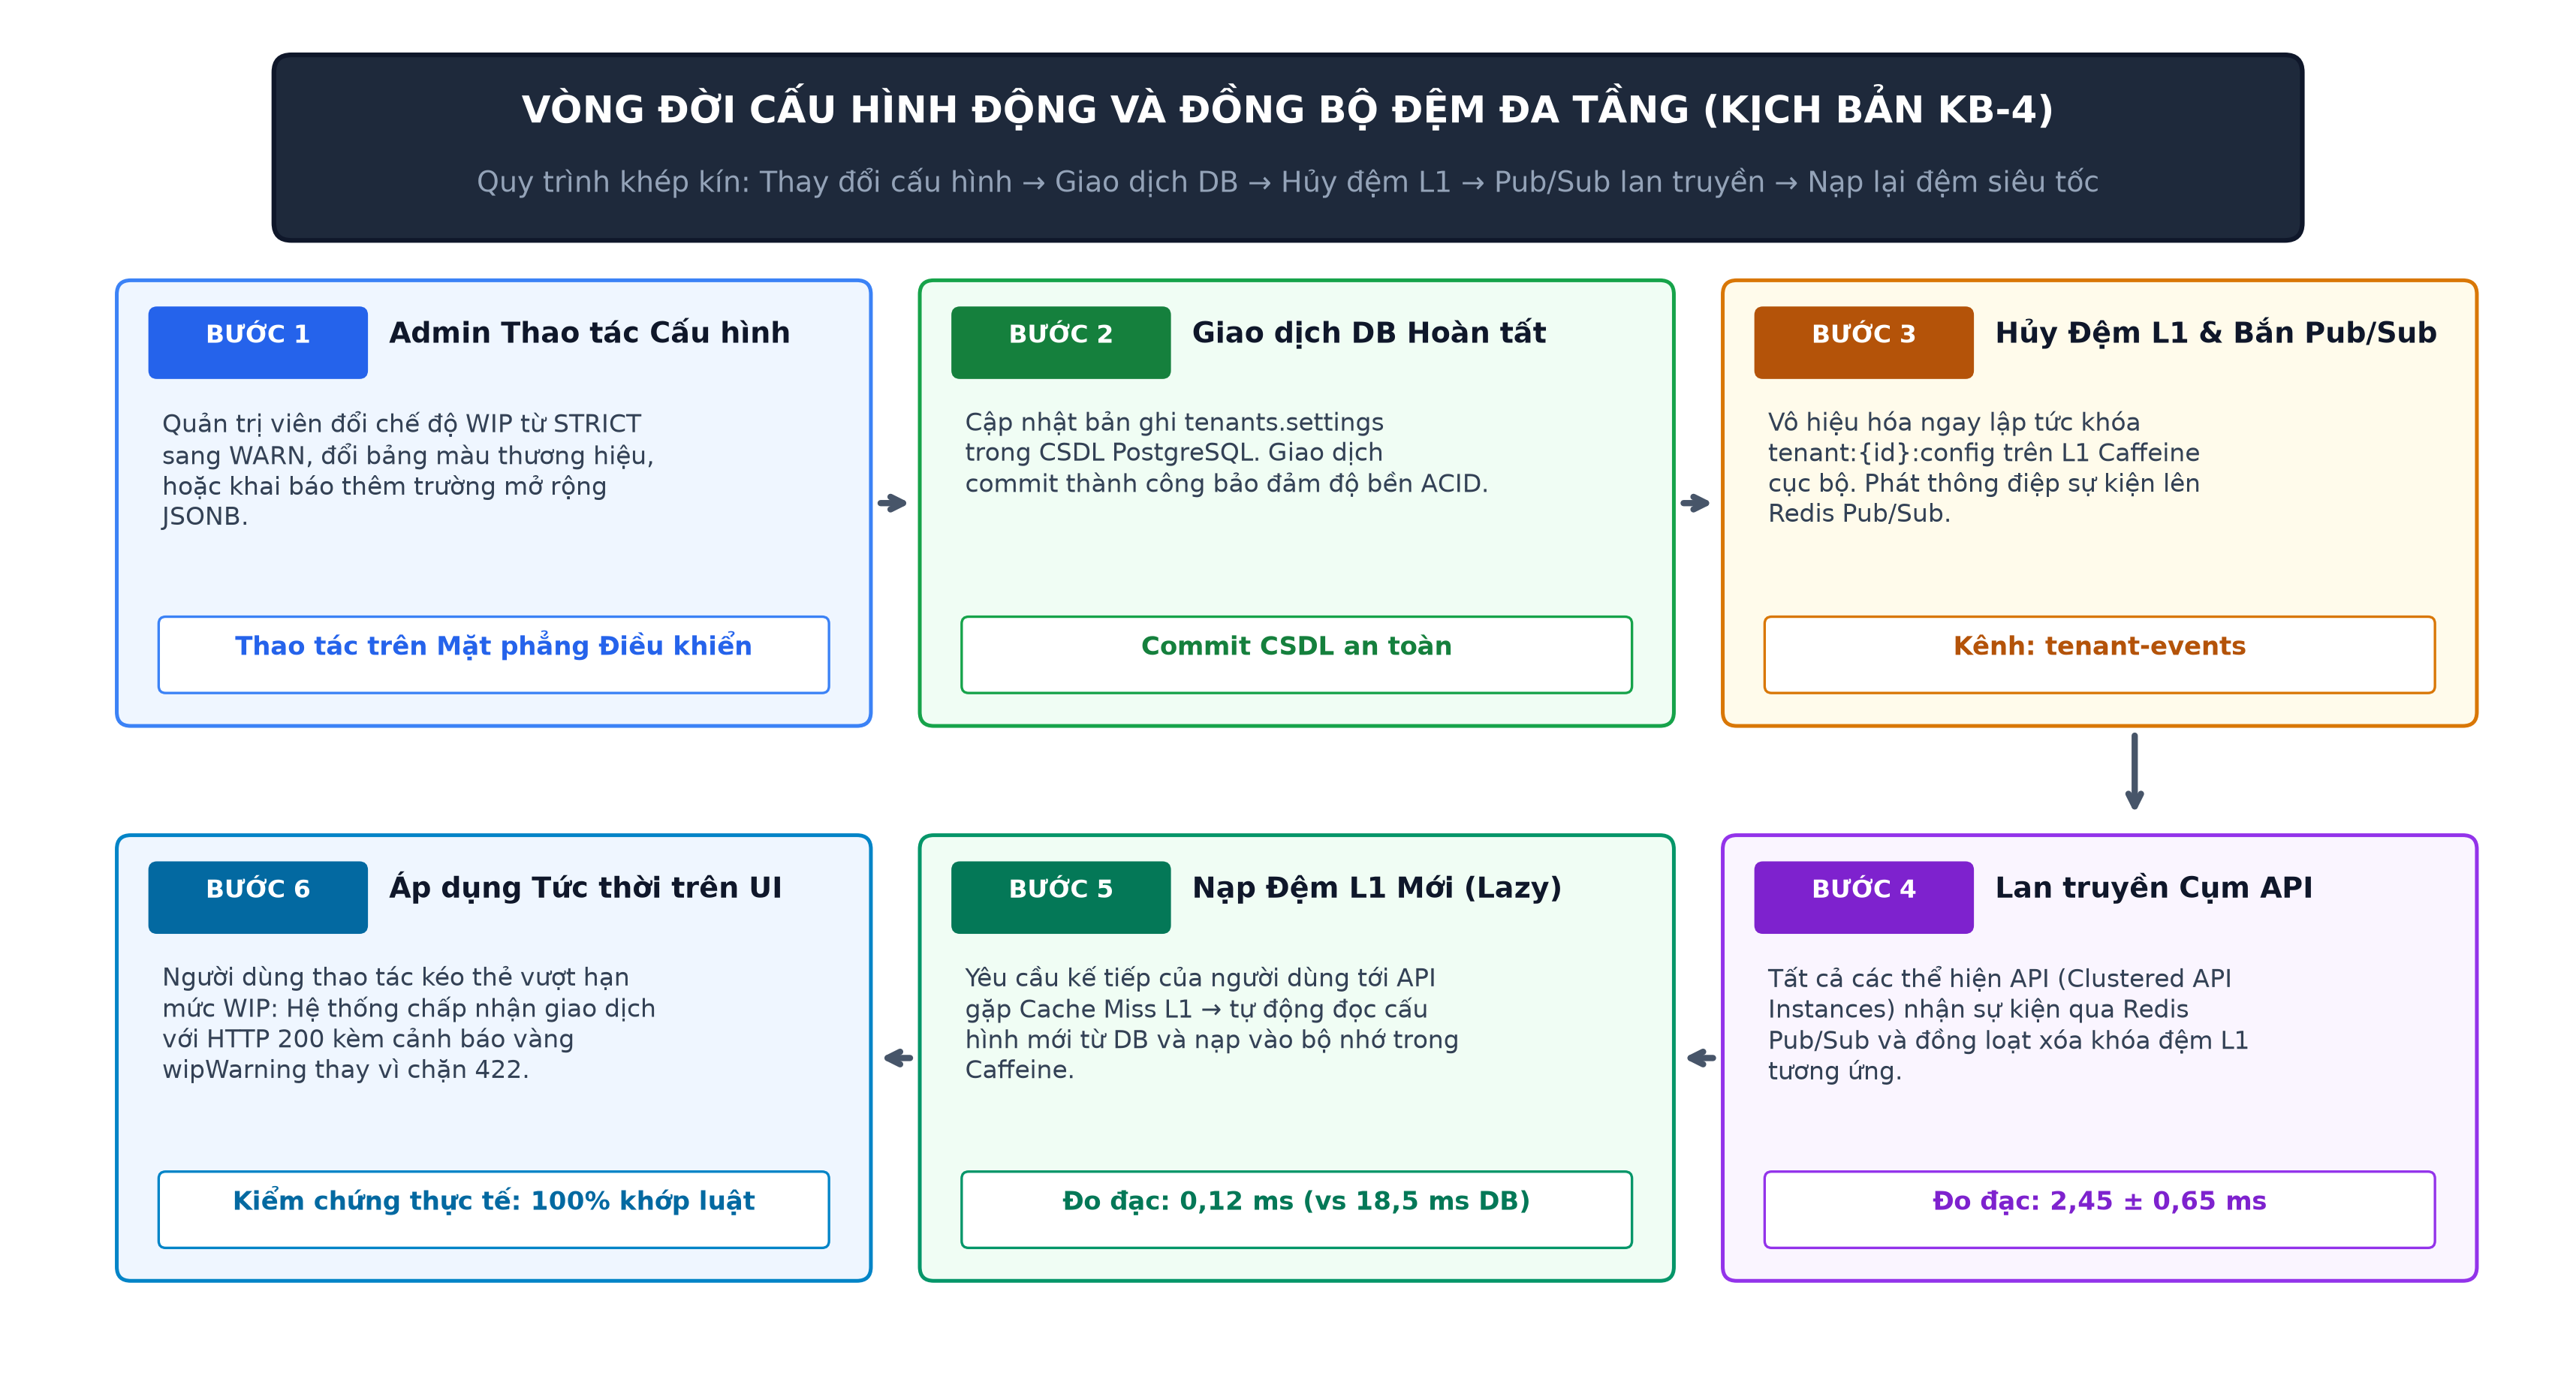 VÒNG ĐỜI CẤU HÌNH ĐỘNG VÀ ĐỒNG BỘ ĐỆM ĐA TẦNG (KỊCH BẢN KB-4)
Quy trình khép kín: Thay đổi cấu hình → Giao dịch DB → Hủy đệm L1 → Pub/Sub lan truyền → Nạp lại đệm siêu tốc
BƯỚC 1
Admin Thao tác Cấu hình
Quản trị viên đổi chế độ WIP từ STRICT
sang WARN, đổi bảng màu thương hiệu,
hoặc khai báo thêm trường mở rộng
JSONB.
Thao tác trên Mặt phẳng Điều khiển
BƯỚC 2
Giao dịch DB Hoàn tất
Cập nhật bản ghi tenants.settings
trong CSDL PostgreSQL. Giao dịch
commit thành công bảo đảm độ bền ACID.
Commit CSDL an toàn
BƯỚC 3
Hủy Đệm L1 & Bắn Pub/Sub
Vô hiệu hóa ngay lập tức khóa
tenant:{id}:config trên L1 Caffeine
cục bộ. Phát thông điệp sự kiện lên
Redis Pub/Sub.
Kênh: tenant-events
BƯỚC 4
Lan truyền Cụm API
Tất cả các thể hiện API (Clustered API
Instances) nhận sự kiện qua Redis
Pub/Sub và đồng loạt xóa khóa đệm L1
tương ứng.
Đo đạc: 2,45 ± 0,65 ms
BƯỚC 5
Nạp Đệm L1 Mới (Lazy)
Yêu cầu kế tiếp của người dùng tới API
gặp Cache Miss L1 → tự động đọc cấu
hình mới từ DB và nạp vào bộ nhớ trong
Caffeine.
Đo đạc: 0,12 ms (vs 18,5 ms DB)
BƯỚC 6
Áp dụng Tức thời trên UI
Người dùng thao tác kéo thẻ vượt hạn
mức WIP: Hệ thống chấp nhận giao dịch
với HTTP 200 kèm cảnh báo vàng
wipWarning thay vì chặn 422.
Kiểm chứng thực tế: 100% khớp luật